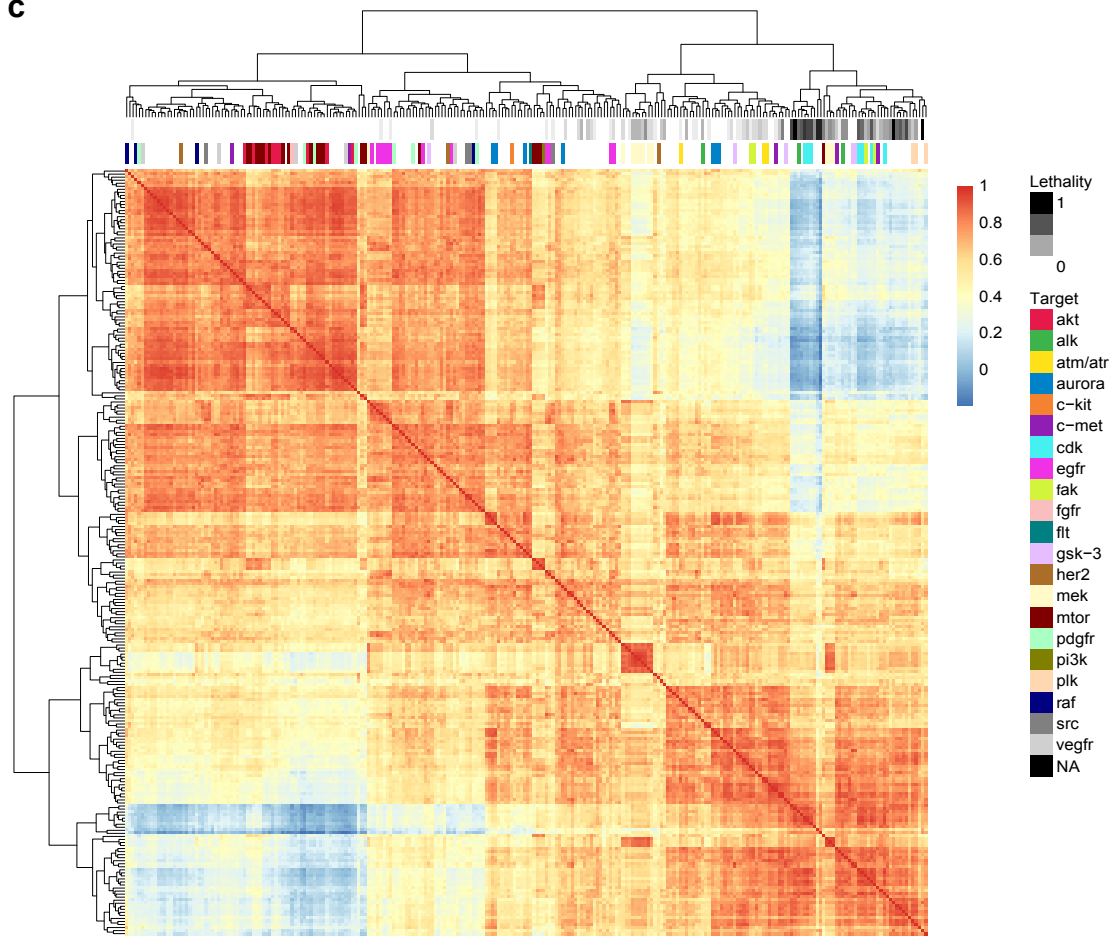 c
1
0.8
0.6
0.4
0.2
0
Lethality
1
0
Target
akt
alk
atm/atr
aurora
c−kit
c−met
cdk
egfr
fak
fgfr
flt
gsk−3
her2
mek
mtor
pdgfr
pi3k
plk
raf
src
vegfr
NA